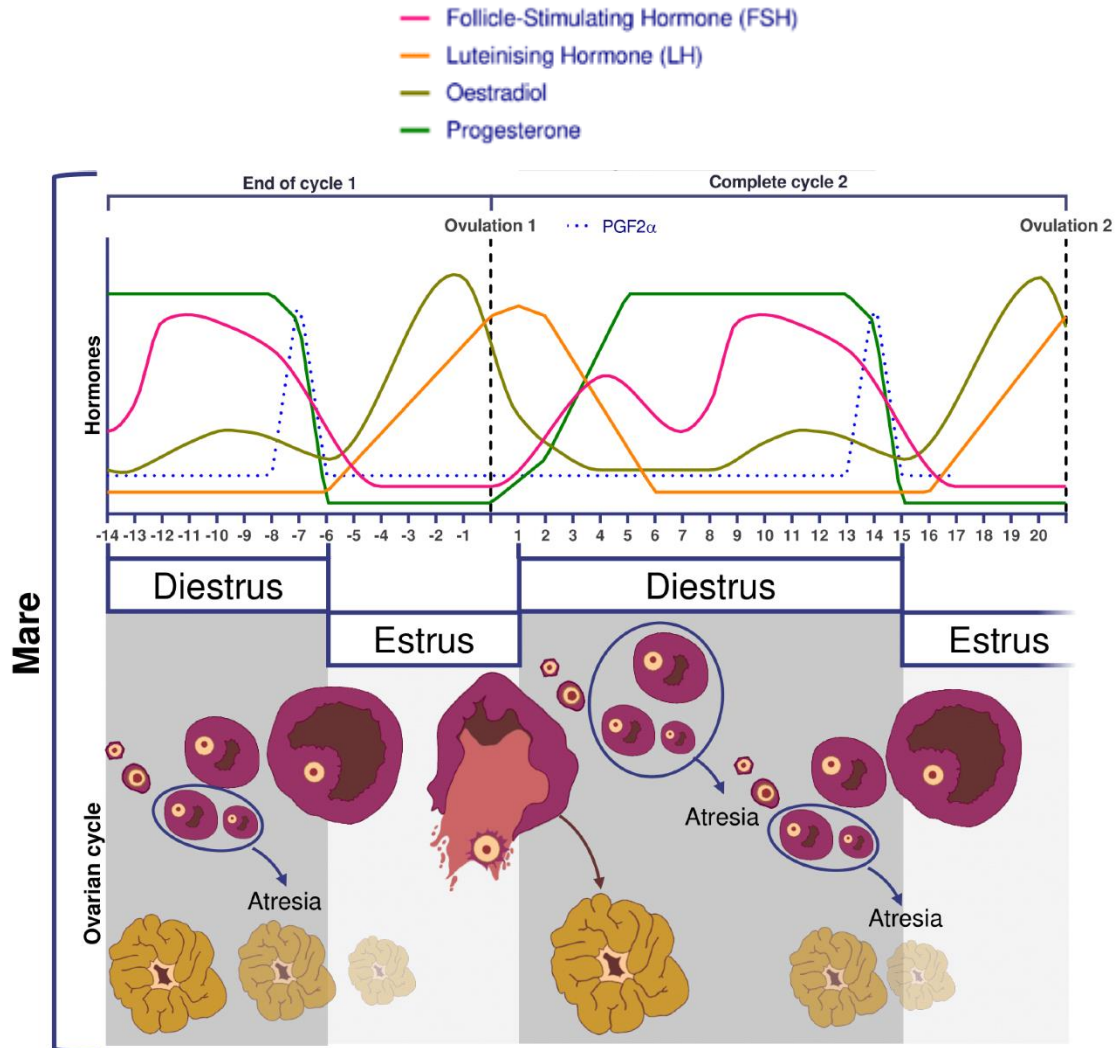 Follicle-Stimulating Hormone (FSH)
Luteinising Hormone (LH)
Oestradiol
Progesterone
End of cycle 1
Complete cycle 2
Ovulation 1
PGF2α
Ovulation 2
Hormones
-14 -13 -12 -11 -10 -9 -8 -7 -6 -5 -4 -3 -2 -1 1 2 3 4 5 6 7 8 9 10 11 12 13 14 15 16 17 18 19 20
Diestrus
Diestrus
Estrus
Estrus
Mare
Ovarian cycle
Atresia
Atresia
Atresia